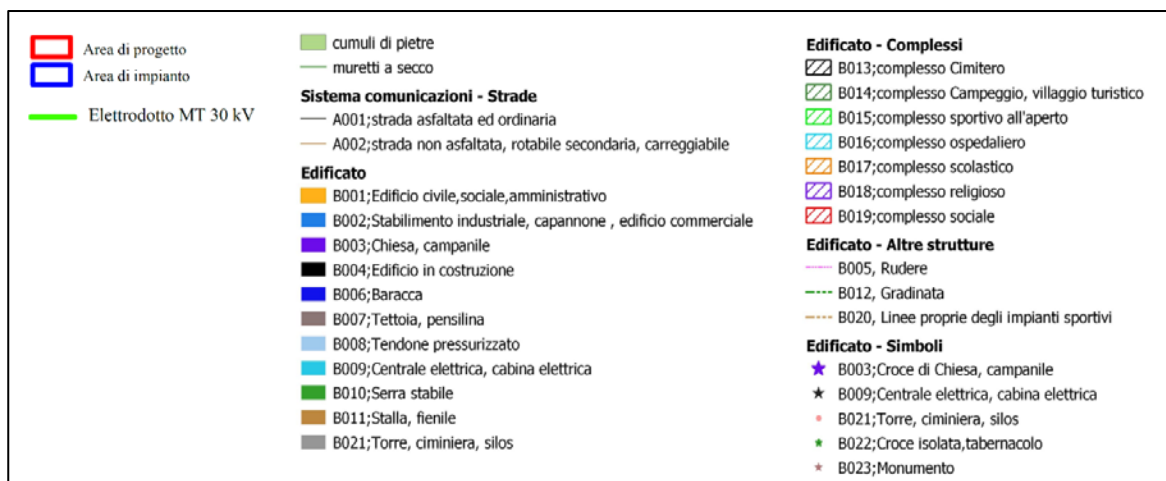 Area di progetto
Area di impianto
Elettrodotto MT 30 kV
cumuli di pietre
muretti a secco
Sistema comunicazioni - Strade
A001;strada asfaltata ed ordinaria
A002;strada non asfaltata, rotabile secondaria, carreggiabile
Edificato
B001;Edificio civile,sociale,amministrativo
B002;Stabilimento industriale, capannone , edificio commerciale
B003;Chiesa, campanile
B004;Edificio in costruzione
B006;Baracca
B007;Tettoia, pensilina
B008;Tendone pressurizzato
B009;Centrale elettrica, cabina elettrica
B010;Serra stabile
B011;Stalla, fienile
B021;Torre, ciminiera, silos
Edificato - Complessi
B013;complesso Cimitero
B014;complesso Campeggio, villaggio turistico
B015;complesso sportivo all'aperto
B016;complesso ospedaliero
B017;complesso scolastico
B018;complesso religioso
B019;complesso sociale
Edificato - Altre strutture
B005, Rudere
B012, Gradinata
B020, Linee proprie degli impianti sportivi
Edificato - Simboli
B003;Croce di Chiesa, campanile
B009;Centrale elettrica, cabina elettrica
B021;Torre, ciminiera, silos
B022;Croce isolata,tabernacolo
B023;Monumento